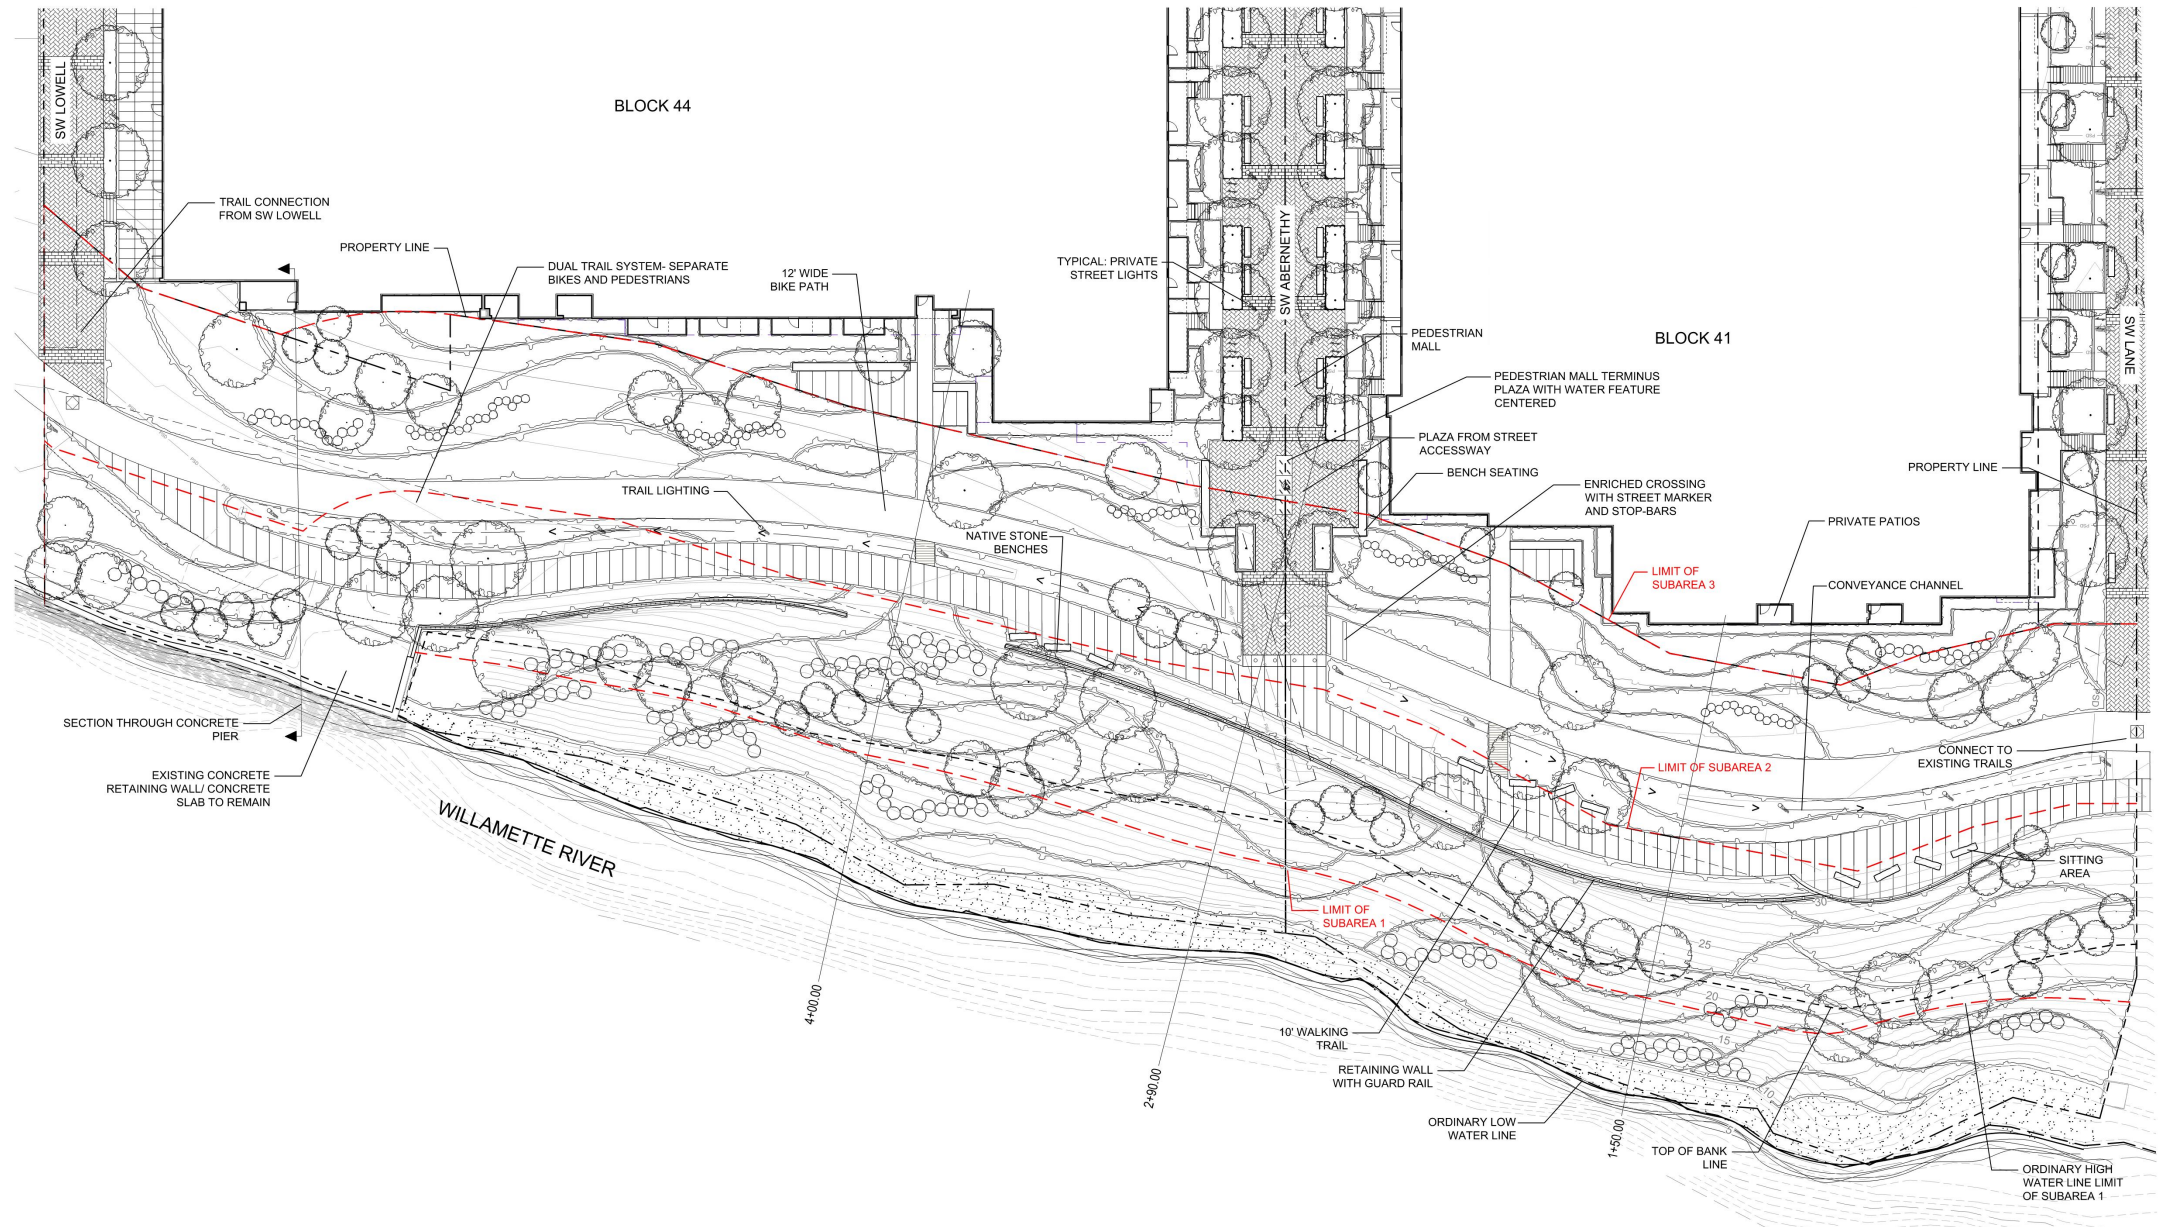 SW LOWELL
BLOCK 44
TRAIL CONNECTION
FROM SW LOWELL
PROPERTY LINE
DUAL TRAIL SYSTEM- SEPARATE
BIKES AND PEDESTRIANS
12' WIDE
BIKE PATH
TYPICAL: PRIVATE
STREET LIGHTS
SW ABERNETHY
PEDESTRIAN
MALL
BLOCK 41
SW LANE
PEDESTRIAN MALL TERMINUS
PLAZA WITH WATER FEATURE
CENTERED
PLAZA FROM STREET
ACCESSWAY
BENCH SEATING
PROPERTY LINE
ENRICHED CROSSING
WITH STREET MARKER
AND STOP-BARS
TRAIL LIGHTING
PRIVATE PATIOS
NATIVE STONE
BENCHES
LIMIT OF
SUBAREA 3
CONVEYANCE CHANNEL
SECTION THROUGH CONCRETE
PIER
EXISTING CONCRETE
RETAINING WALL/ CONCRETE
SLAB TO REMAIN
WILLAMETTE RIVER
LIMIT OF SUBAREA 2
CONNECT TO
EXISTING TRAILS
SITTING
AREA
LIMIT OF
SUBAREA 1
30
25
20
15
10
5
4+00.00
2+90.00
1+50.00
10' WALKING
TRAIL
RETAINING WALL
WITH GUARD RAIL
ORDINARY LOW
WATER LINE
TOP OF BANK
LINE
ORDINARY HIGH
WATER LINE LIMIT
OF SUBAREA 1